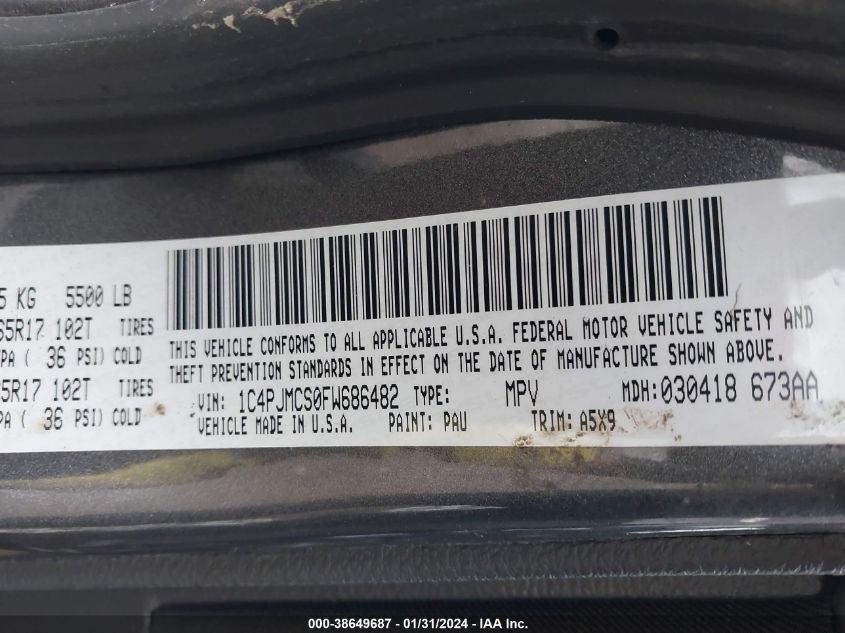 5 KG 5500 LB
65R17 102T TIRES
PA ( 36 PSI) COLD
5R17 102T TIRES
PA ( 36 PSI) COLD
THIS VEHICLE CONFORMS TO ALL APPLICABLE U.S.A. FEDERAL MOTOR VEHICLE SAFETY AND
THEFT PREVENTION STANDARDS IN EFFECT ON THE DATE OF MANUFACTURE SHOWN ABOVE.
VIN: 1C4PJMCS0FW686482 TYPE: MPV MDH:030418 673AA
VEHICLE MADE IN U.S.A. PAINT: PAU TRIM: A5X9
000-38649687 - 01/31/2024 - IAA Inc.